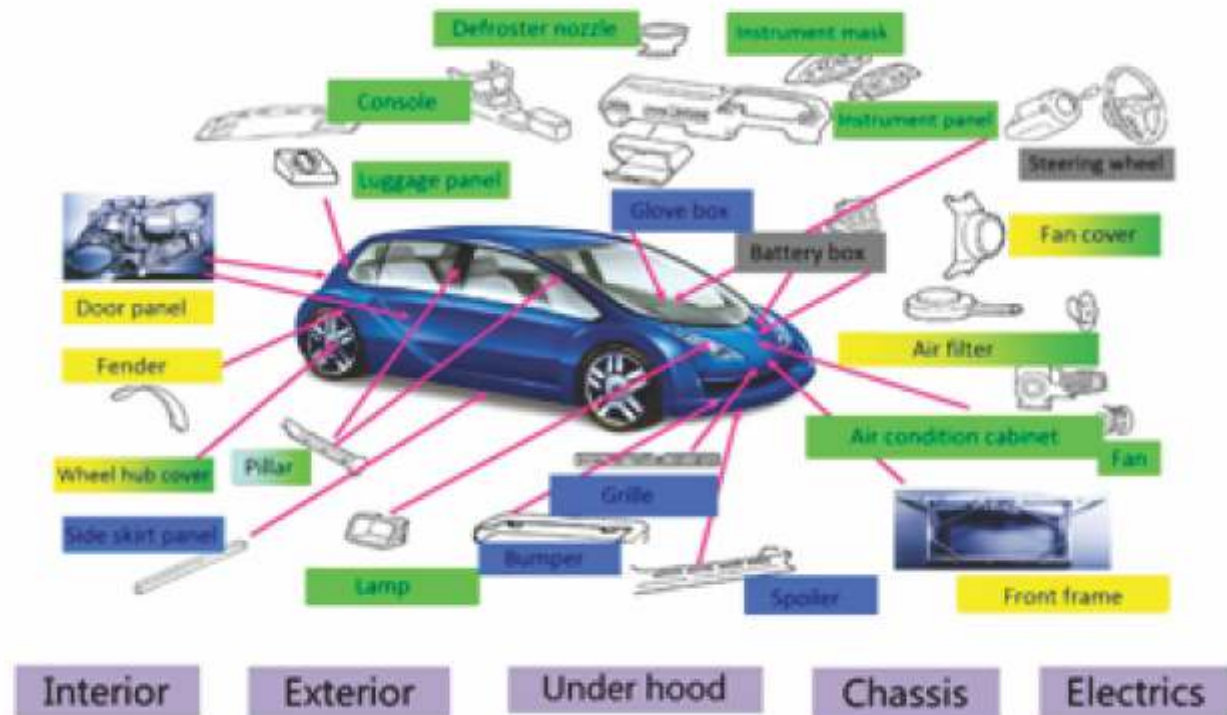 Defroster nozzle
Instrument mask
Console
Instrument panel
Luggage panel
Steering wheel
Glove box
Battery box
Fan cover
Door panel
Fender
Air filter
Air condition cabinet
Wheel hub cover
Pillar
Fan
Grille
Side skirt panel
Bumper
Lamp
Spoiler
Front frame
Interior
Exterior
Under hood
Chassis
Electrics